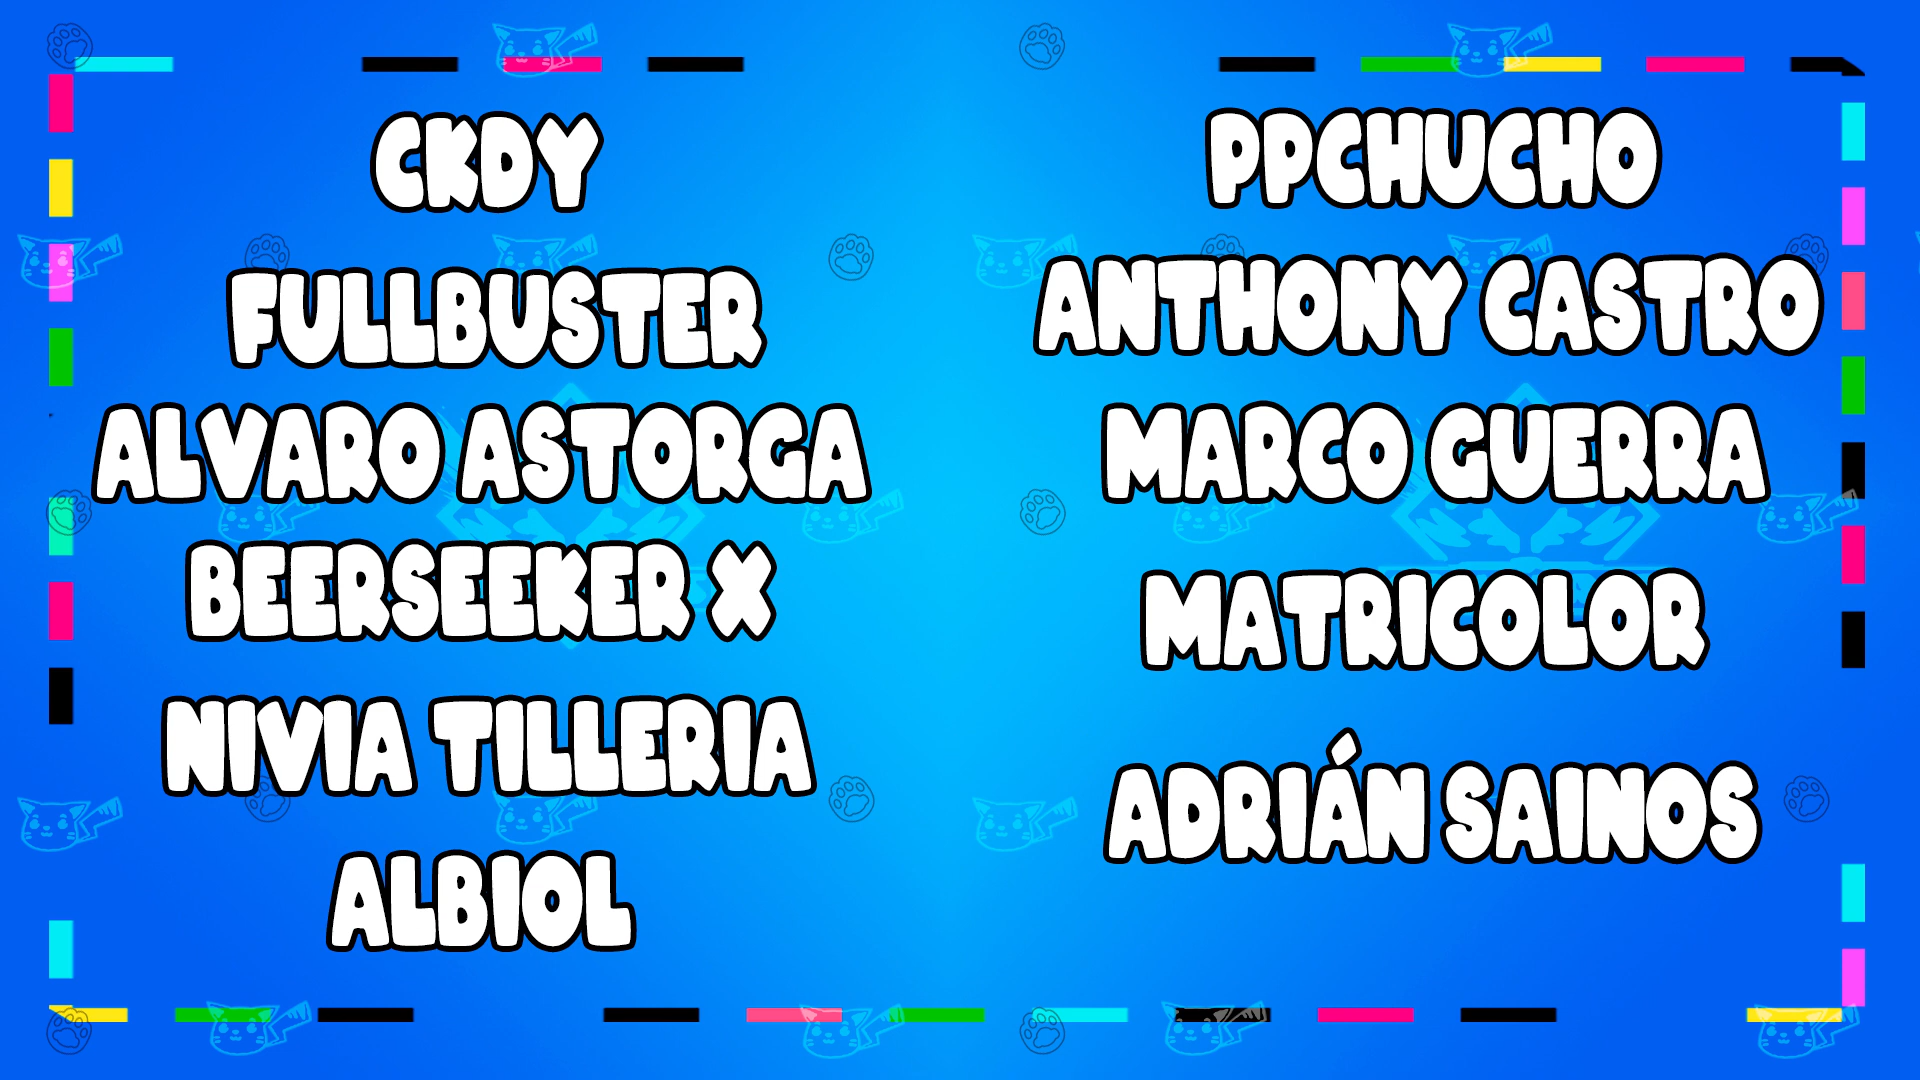 CKDY
FULLBUSTER
ALVARO ASTORGA
BEERSEEKER X
NIVIA TILLERIA
ALBIOL
PPCHUCHO
ANTHONY CASTRO
MARCO GUERRA
MATRICOLOR
ADRIÁN SAINOS